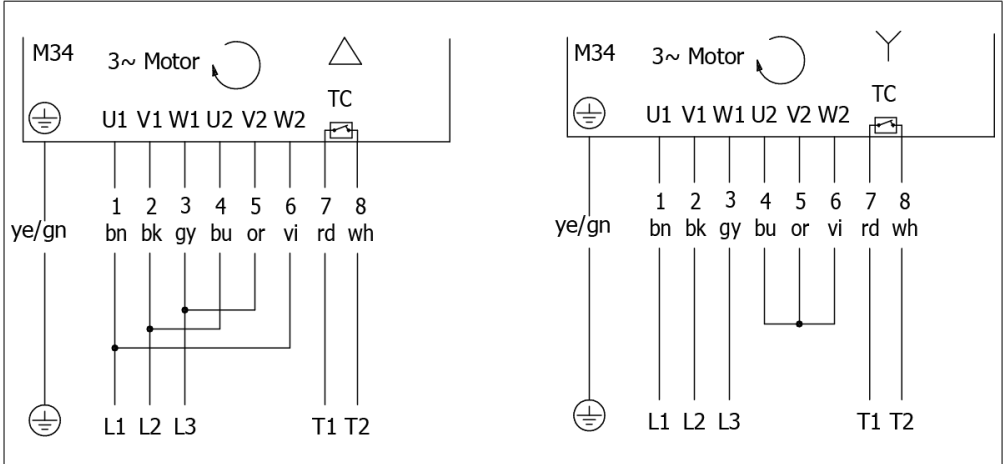 M34 3~ Motor
TC
U1 V1 W1 U2 V2 W2
1 2 3 4 5 6 7 8
ye/gn bn bk gy bu or vi rd wh
L1 L2 L3 T1 T2
M34 3~ Motor
TC
U1 V1 W1 U2 V2 W2
1 2 3 4 5 6 7 8
ye/gn bn bk gy bu or vi rd wh
L1 L2 L3 T1 T2